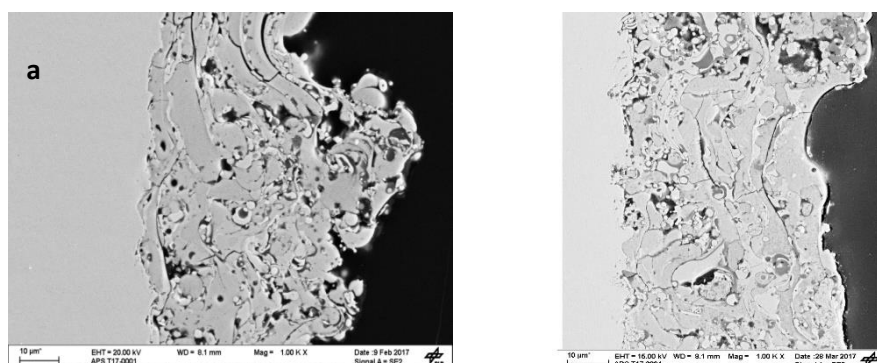 a
10 µm
EHT = 20.00 kV
WD = 8.1 mm
Mag = 1.00 K X
Date :9 Feb 2017
APS T17-0001
Signal A = SE2
10 µm
EHT = 15.00 kV
WD = 8.1 mm
Mag = 1.00 K X
Date :28 Mar 2017